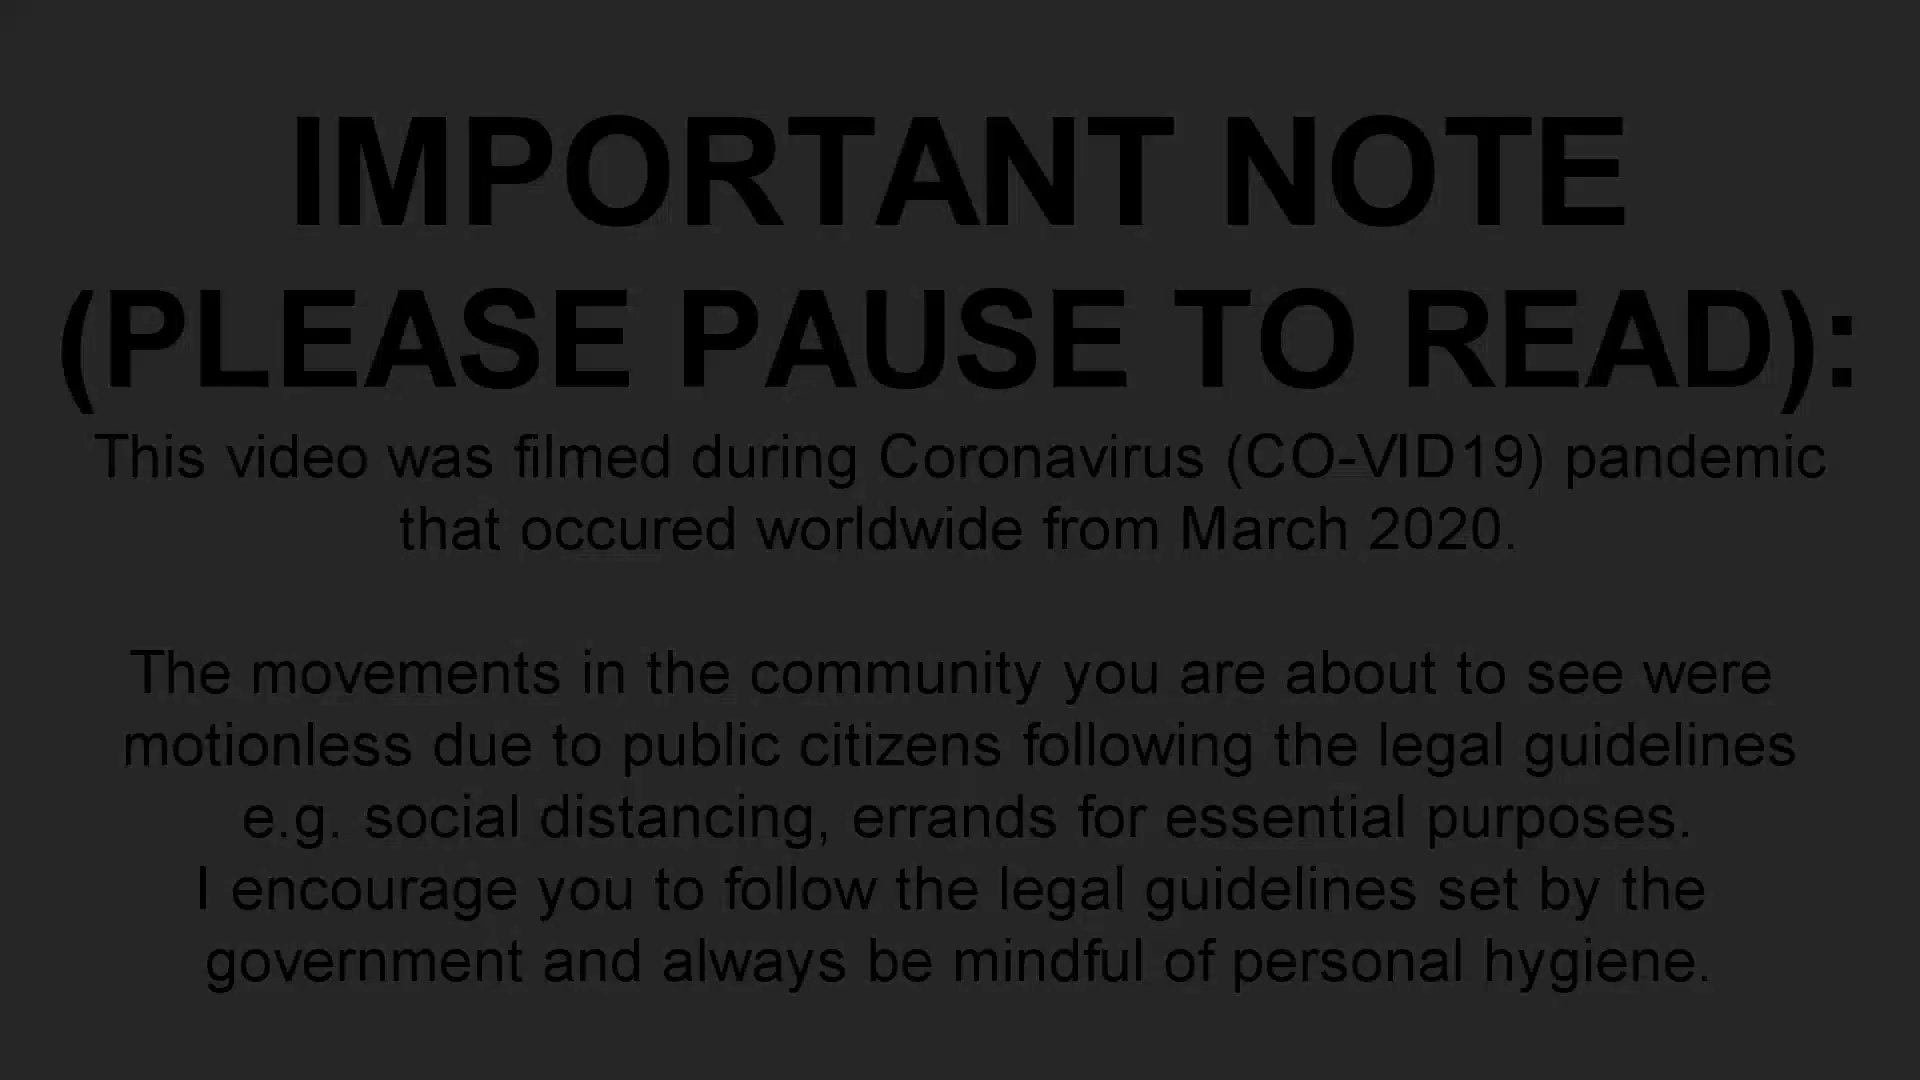 IMPORTANT NOTE
(PLEASE PAUSE TO READ):
This video was filmed during Coronavirus (CO-VID19) pandemic
that occured worldwide from March 2020.
The movements in the community you are about to see were
motionless due to public citizens following the legal guidelines
e.g. social distancing, errands for essential purposes.
I encourage you to follow the legal guidelines set by the
government and always be mindful of personal hygiene.